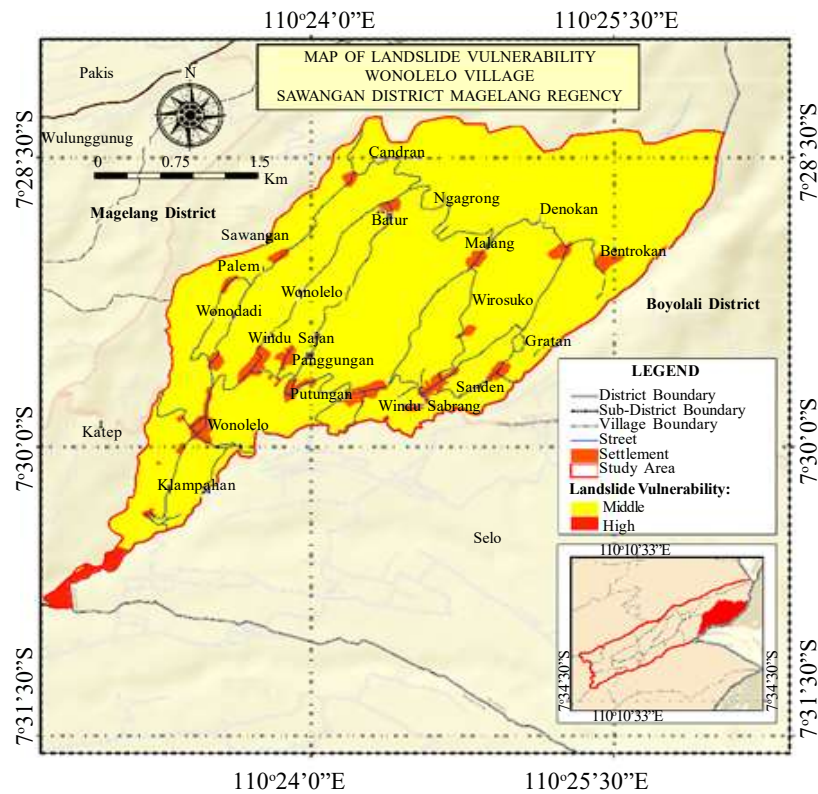 110°24’0”E 110°25’30”E
MAP OF LANDSLIDE VULNERABILITY
WONOLELO VILLAGE
SAWANGAN DISTRICT MAGELANG REGENCY
Pakis
N
Wulunggunug
0 0.75 1.5
Km
7°28’30”S
7°28’30”S
Candran
Magelang District
Ngagrong
Batur
Denokan
Sawangan
Malang
Bentrokan
Palem
Wonolelo
Wirosuko
Boyolali District
Wonodadi
Windu Sajan
Gratan
Panggungan
Putungan
Sanden
Windu Sabrang
Katep
Wonolelo
7°30’0”S
7°30’0”S
Klampahan
Selo
LEGEND
District Boundary
Sub-District Boundary
Village Boundary
Street
Settlement
Study Area
Landslide Vulnerability:
Middle
High
110°10’33”E
7°34’30”S
7°34’30”S
110°10’33”E
7°31’30”S
7°31’30”S
110°24’0”E 110°25’30”E